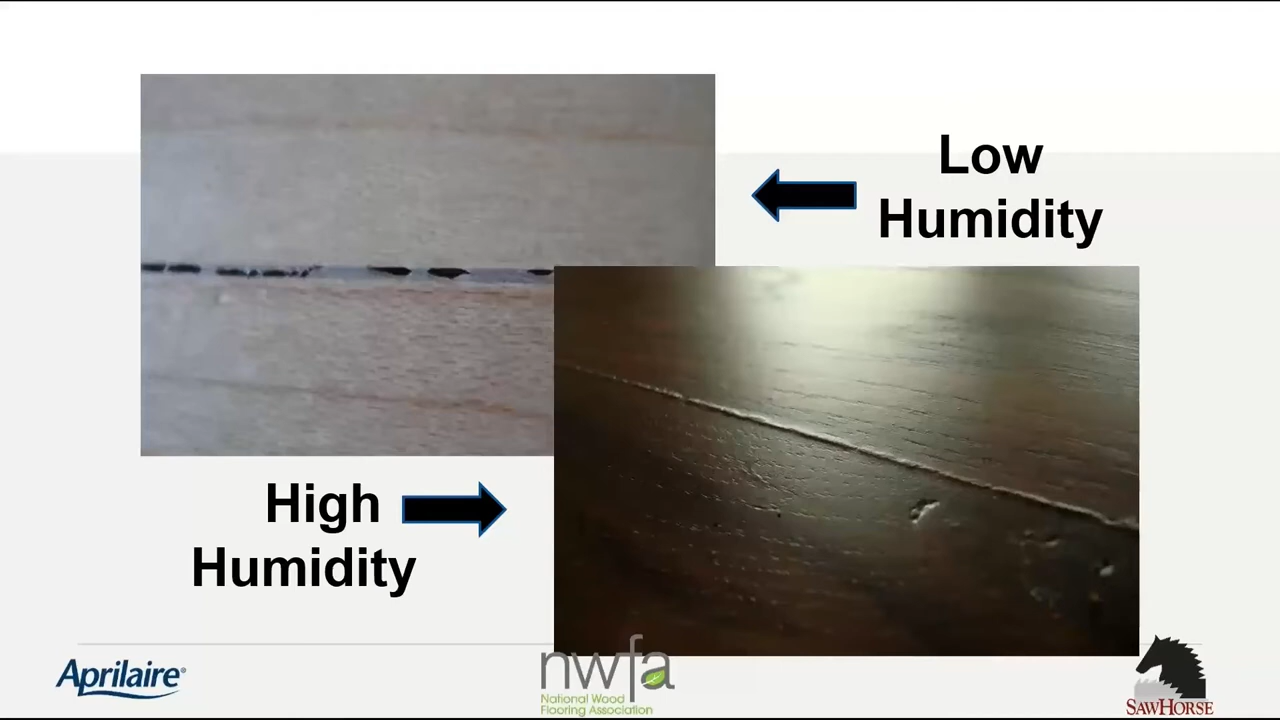 Low
Humidity
High
Humidity
Aprilaire®
nwfa
National Wood
Flooring Association
SAWHORSE